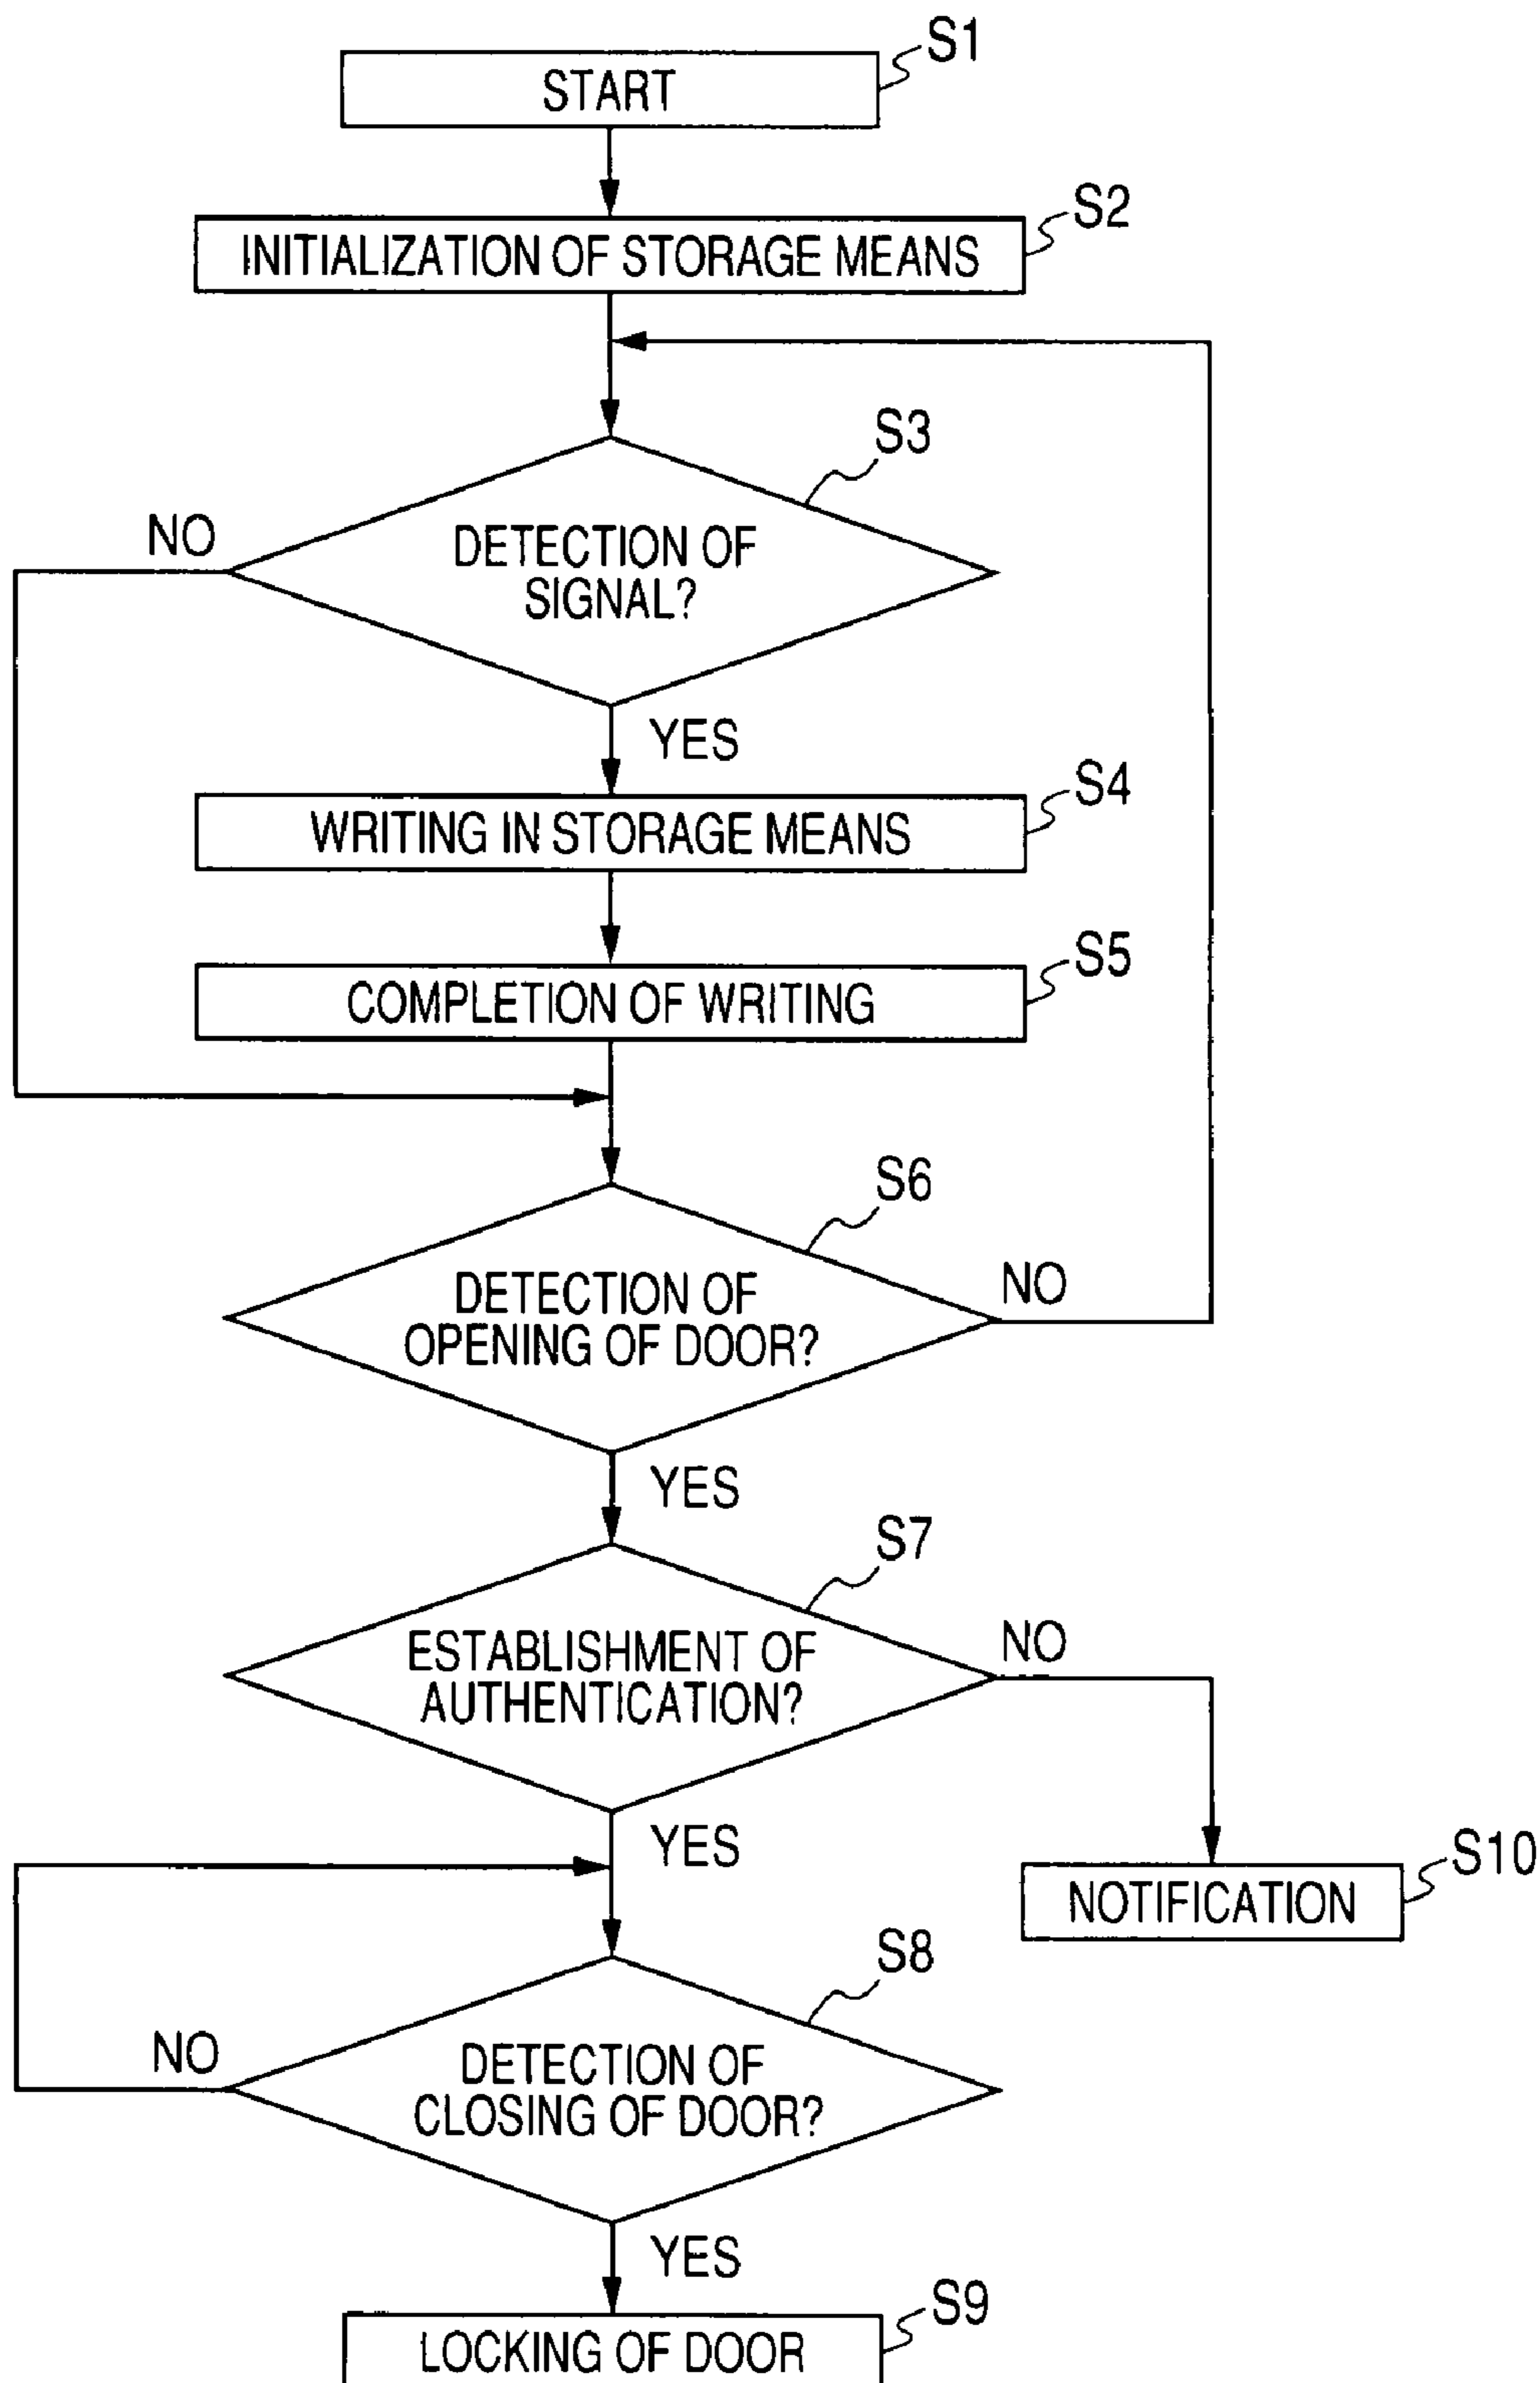 S1
START
S2
INITIALIZATION OF STORAGE MEANS
S3
NO
DETECTION OF
SIGNAL?
YES
S4
WRITING IN STORAGE MEANS
S5
COMPLETION OF WRITING
S6
DETECTION OF
OPENING OF DOOR?
NO
YES
S7
ESTABLISHMENT OF
AUTHENTICATION?
NO
YES
S10
NOTIFICATION
S8
NO
DETECTION OF
CLOSING OF DOOR?
YES
S9
LOCKING OF DOOR